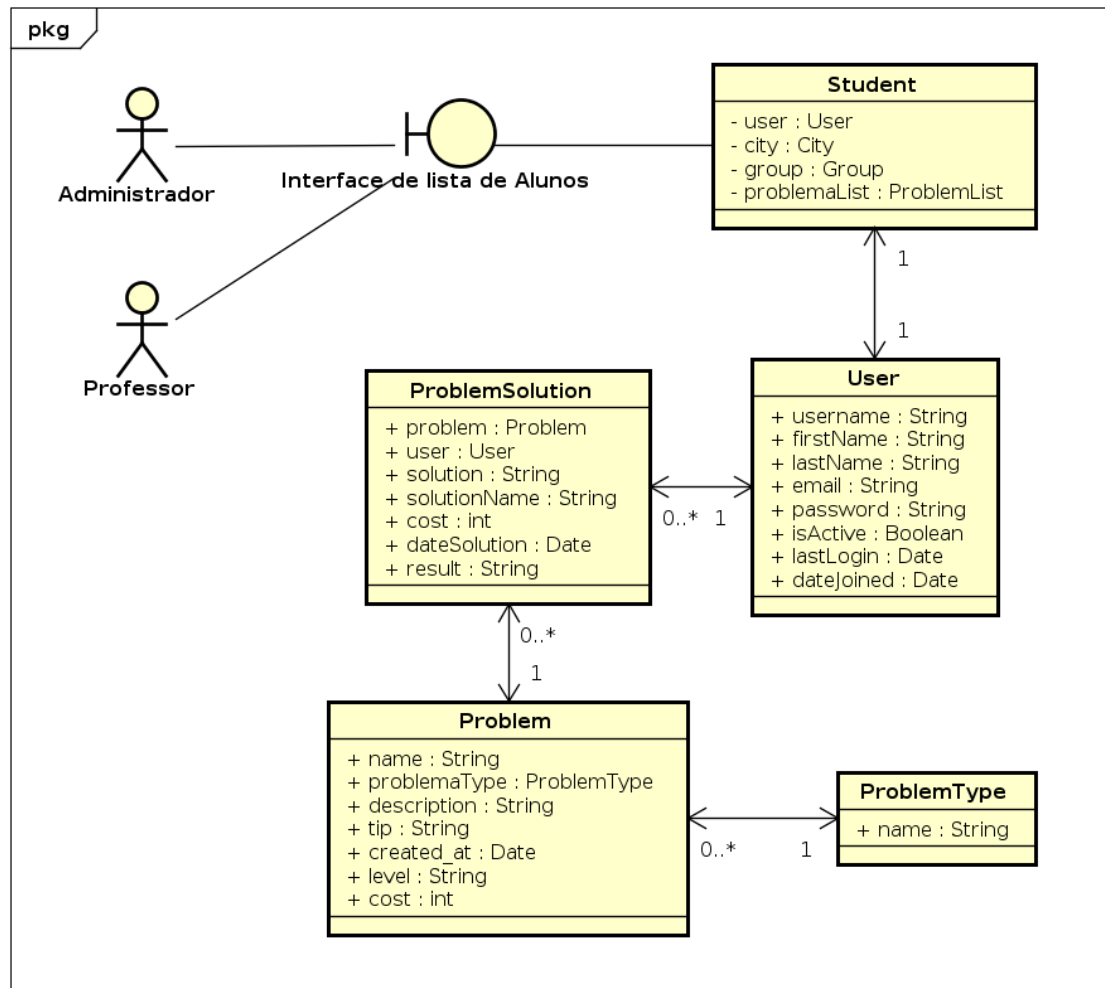 pkg
Administrador
Interface de lista de Alunos
Professor
Student
- user : User
- city : City
- group : Group
- problemaList : ProblemList
1
1
User
+ username : String
+ firstName : String
+ lastName : String
+ email : String
+ password : String
+ isActive : Boolean
+ lastLogin : Date
+ dateJoined : Date
ProblemSolution
+ problem : Problem
+ user : User
+ solution : String
+ solutionName : String
+ cost : int
+ dateSolution : Date
+ result : String
0..* 1
0..*
1
Problem
+ name : String
+ problemaType : ProblemType
+ description : String
+ tip : String
+ created_at : Date
+ level : String
+ cost : int
0..* 1
ProblemType
+ name : String